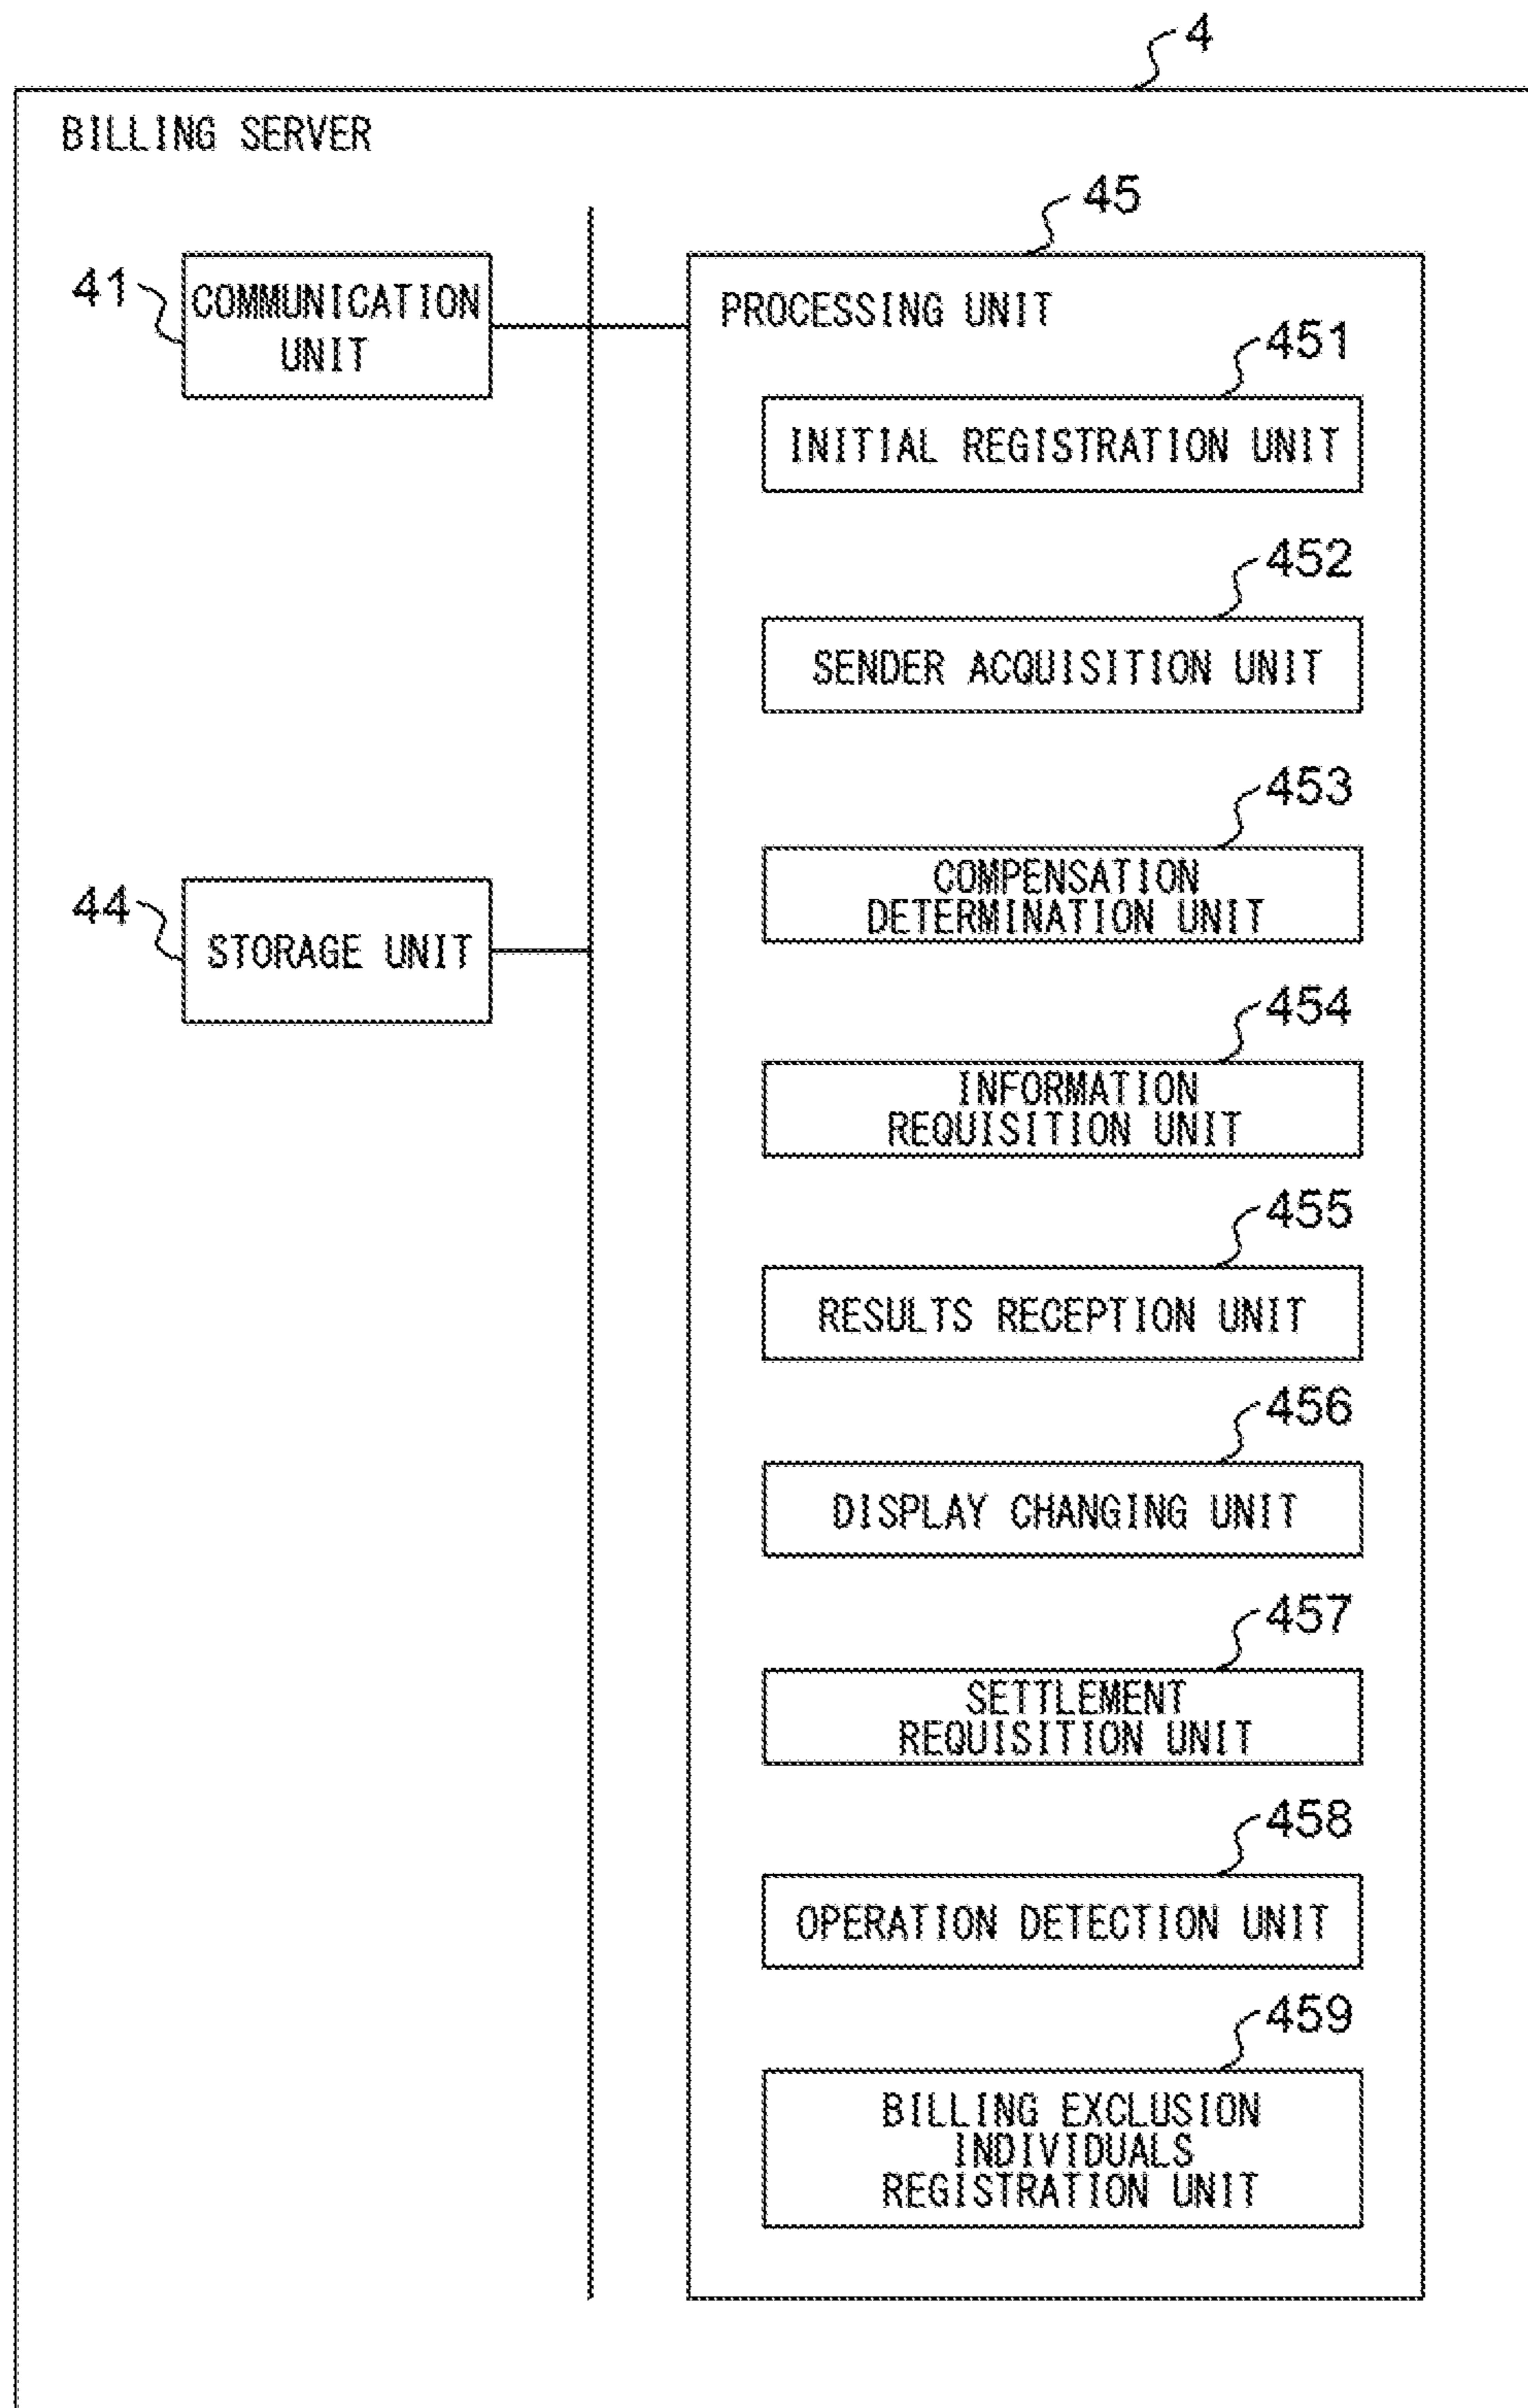 4
BILLING SERVER
45
41
COMMUNICATION
UNIT
PROCESSING UNIT
451
INITIAL REGISTRATION UNIT
452
SENDER ACQUISITION UNIT
453
COMPENSATION
DETERMINATION UNIT
44
STORAGE UNIT
454
INFORMATION
REQUISITION UNIT
455
RESULTS RECEPTION UNIT
456
DISPLAY CHANGING UNIT
457
SETTLEMENT
REQUISITION UNIT
458
OPERATION DETECTION UNIT
459
BILLING EXCLUSION
INDIVIDUALS
REGISTRATION UNIT